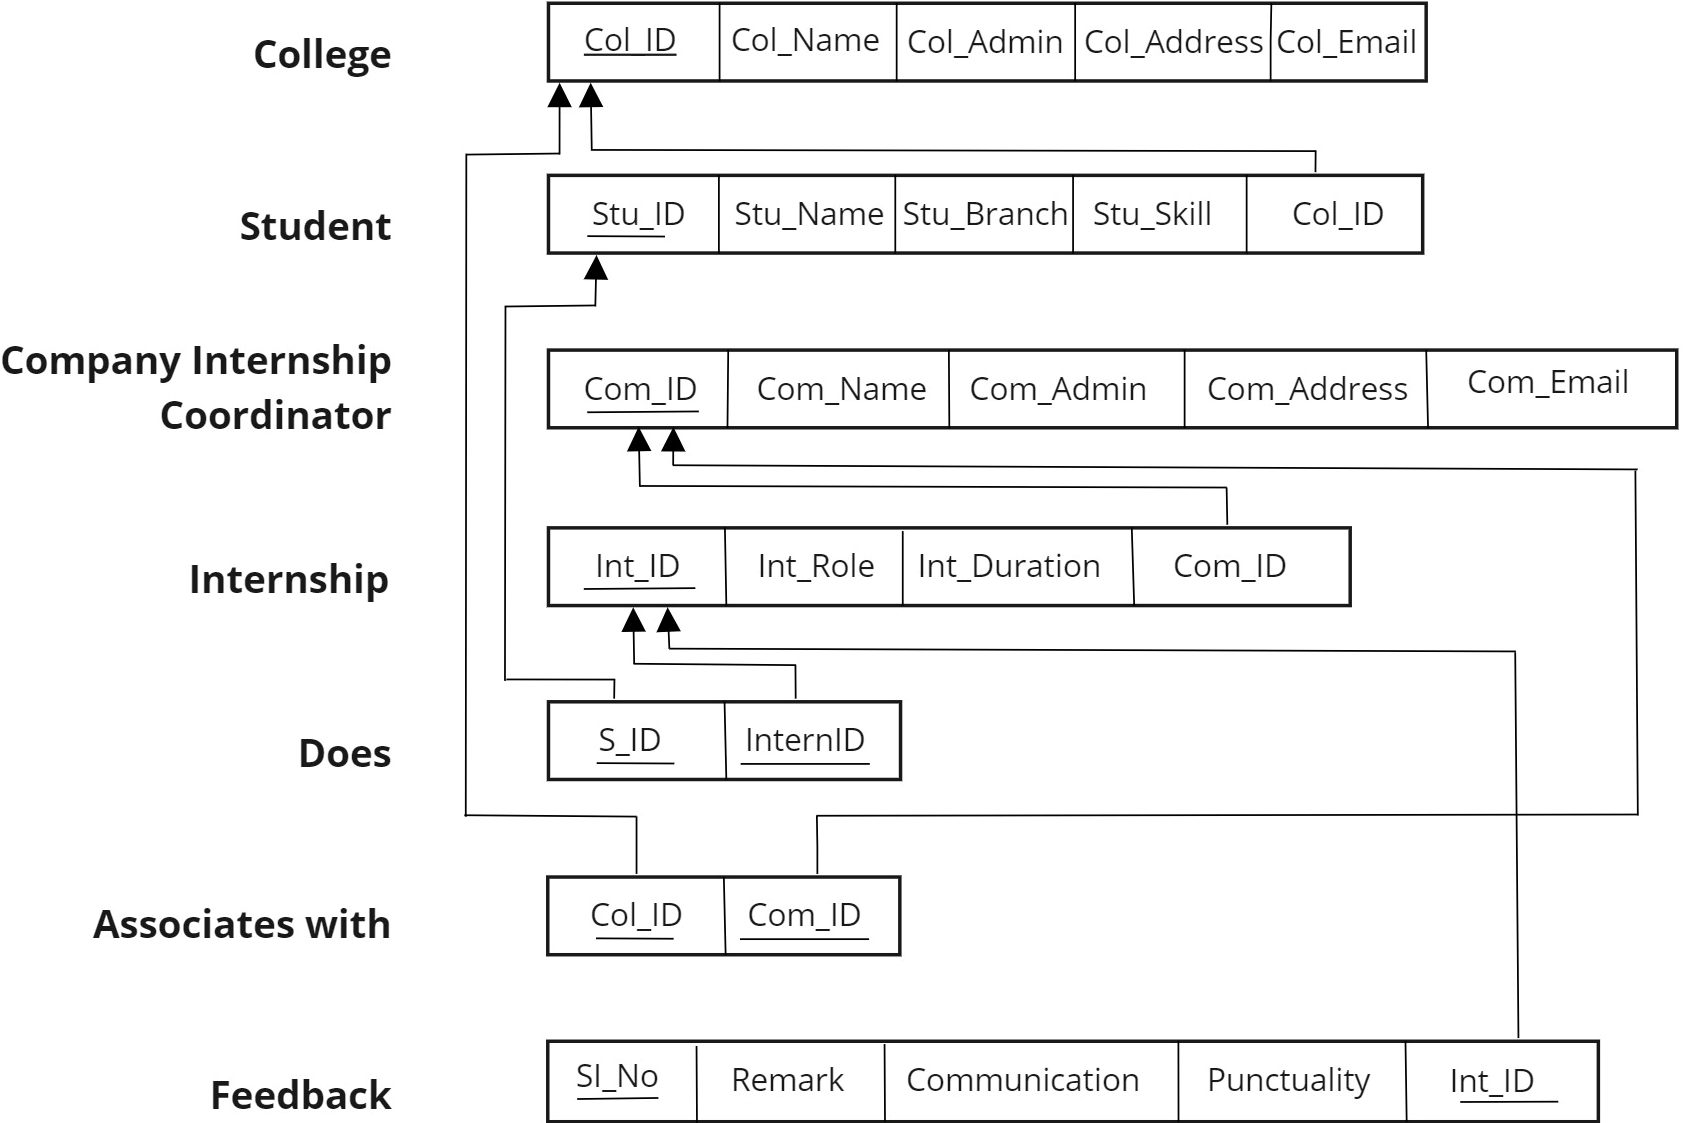 College
Col_ID Col_Name Col_Admin Col_Address Col_Email
Student
Stu_ID Stu_Name Stu_Branch Stu_Skill Col_ID
Company Internship
Coordinator
Com_ID Com_Name Com_Admin Com_Address Com_Email
Internship
Int_ID Int_Role Int_Duration Com_ID
Does
S_ID InternID
Associates with
Col_ID Com_ID
Feedback
Sl_No Remark Communication Punctuality Int_ID